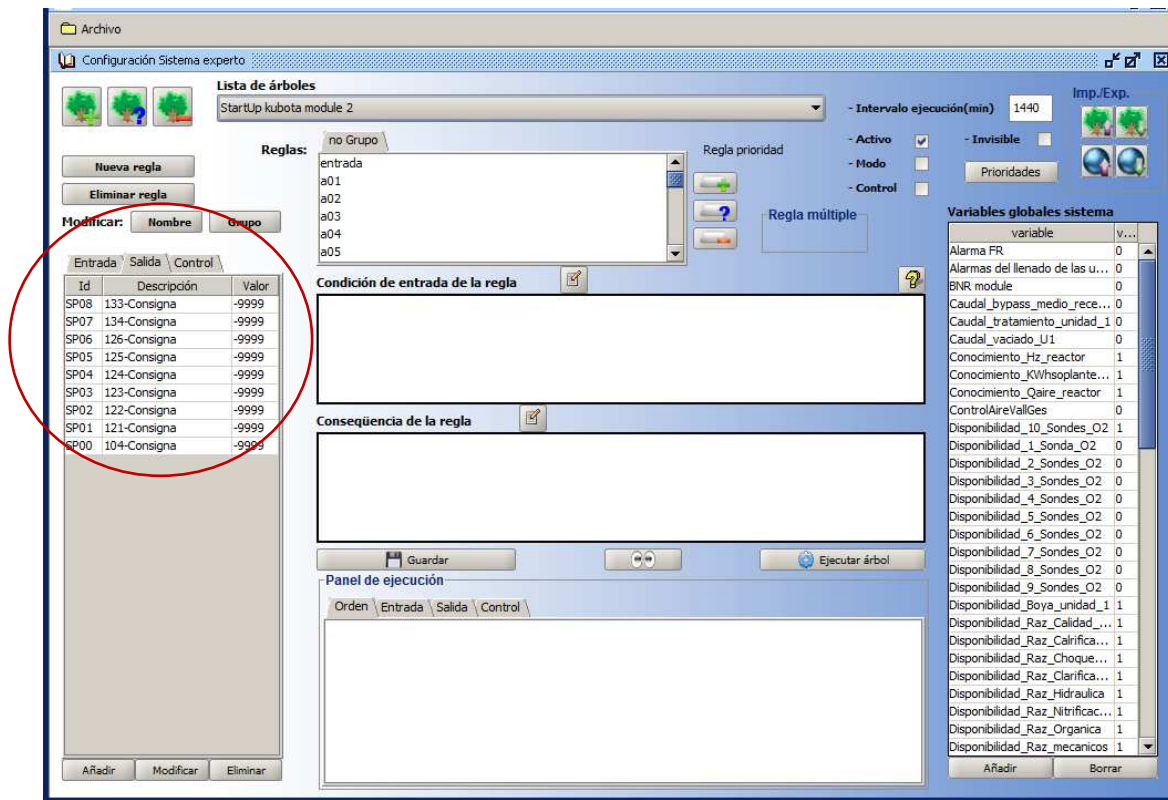 Archivo
Configuración Sistema experto
Lista de árboles
StartUp kubota module 2
- Intervalo ejecución(min) 1440
Imp./Exp.
Reglas:
no Grupo
entrada
a01
a02
a03
a04
a05
Regla prioridad
- Activo
- Invisible
- Modo
- Control
Prioridades
Regla múltiple
Nueva regla
Eliminar regla
Modificar: Nombre Grupo
Entrada Salida Control
Id Descripción Valor
SP08 133-Consigna -9999
SP07 134-Consigna -9999
SP06 126-Consigna -9999
SP05 125-Consigna -9999
SP04 124-Consigna -9999
SP03 123-Consigna -9999
SP02 122-Consigna -9999
SP01 121-Consigna -9999
SP00 104-Consigna -9999
Añadir Modificar Eliminar
Condición de entrada de la regla
Conseqüencia de la regla
Guardar
Ejecutar árbol
Panel de ejecución
Orden Entrada Salida Control
Variables globales sistema
variable v...
Alarma FR 0
Alarmas del llenado de las u... 0
BNR module 0
Caudal_bypass_medio_rece... 0
Caudal_tratamiento_unidad_1 0
Caudal_vaciado_U1 0
Conocimiento_Hz_reactor 1
Conocimiento_KWhsoplante... 1
Conocimiento_Qaire_reactor 1
ControlAireVallGes 0
Disponibilidad_10_Sondes_O2 1
Disponibilidad_1_Sonda_O2 0
Disponibilidad_2_Sondes_O2 0
Disponibilidad_3_Sondes_O2 0
Disponibilidad_4_Sondes_O2 0
Disponibilidad_5_Sondes_O2 0
Disponibilidad_6_Sondes_O2 0
Disponibilidad_7_Sondes_O2 0
Disponibilidad_8_Sondes_O2 0
Disponibilidad_9_Sondes_O2 0
Disponibilidad_Boya_unidad_1 1
Disponibilidad_Raz_Calidad_... 1
Disponibilidad_Raz_Calrifica... 1
Disponibilidad_Raz_Choque... 1
Disponibilidad_Raz_Clarifica... 1
Disponibilidad_Raz_Hidraulica 1
Disponibilidad_Raz_Nitrificac... 1
Disponibilidad_Raz_Organica 1
Disponibilidad_Raz_mecanicos 1
Añadir Borrar